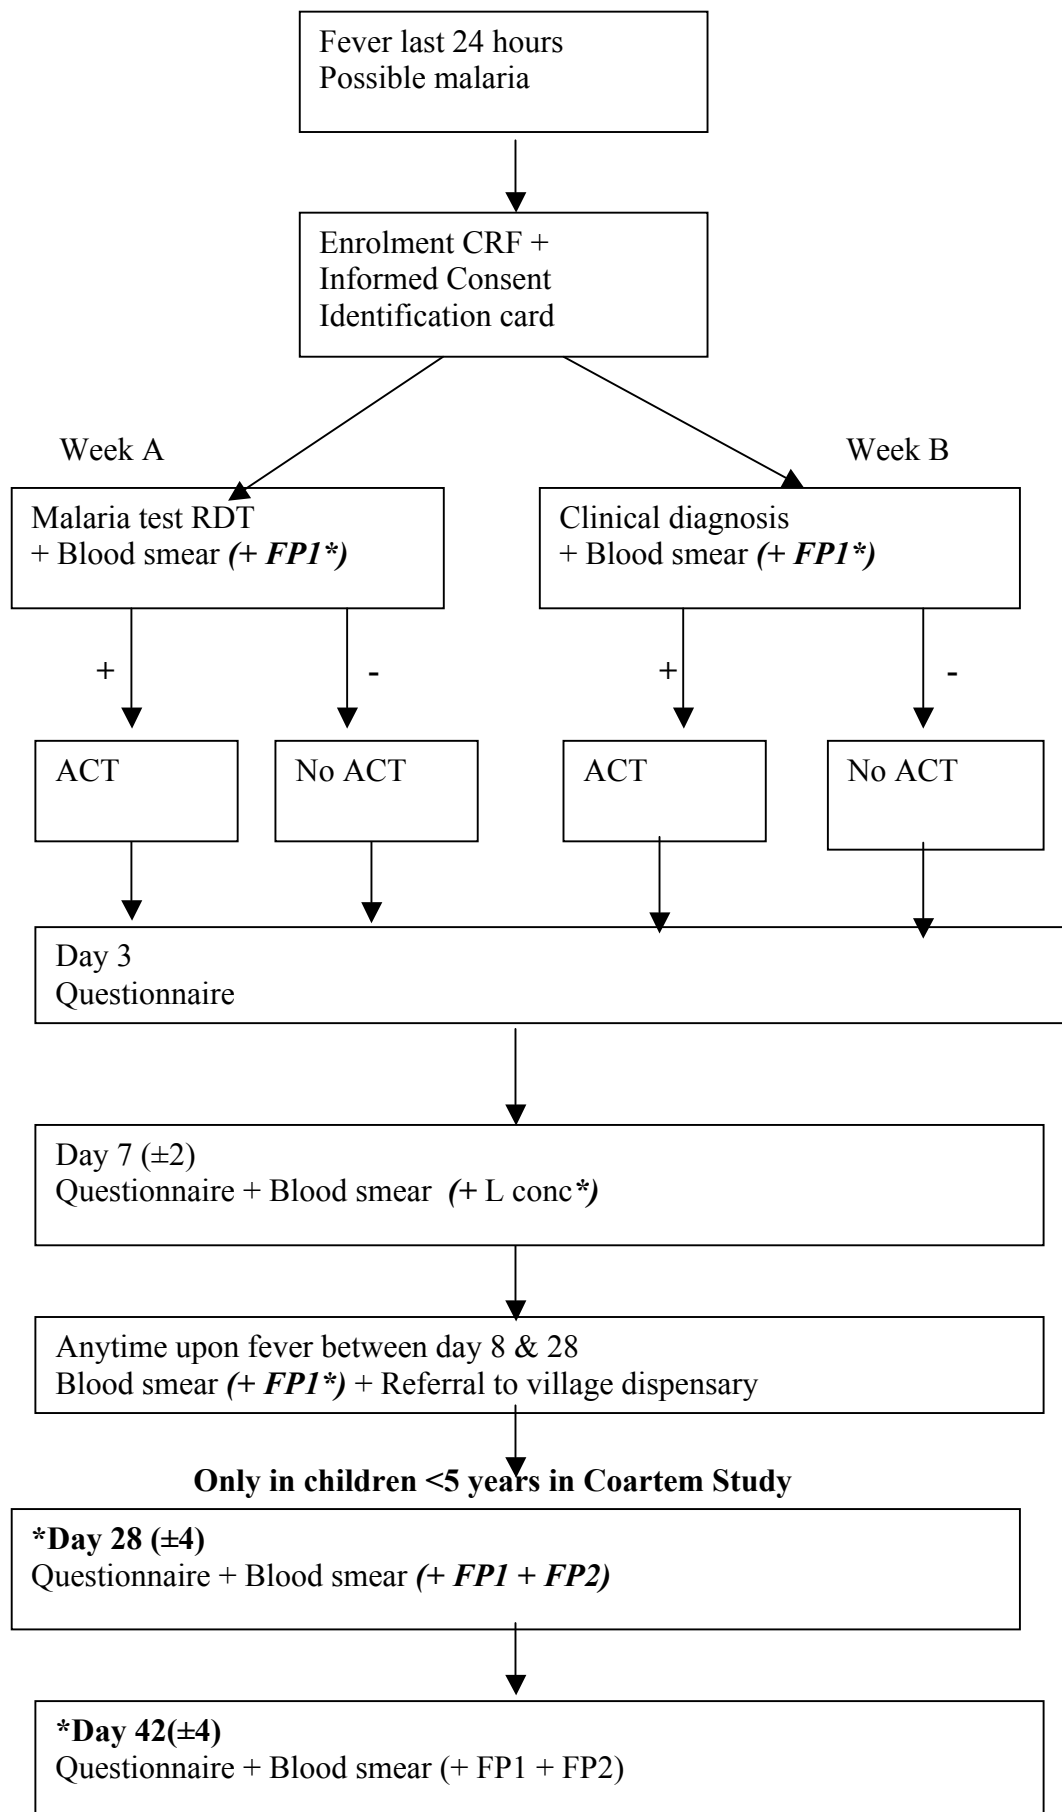 Fever last 24 hours
Possible malaria
Enrolment CRF +
Informed Consent
Identification card
Week A
Week B
Malaria test RDT
+ Blood smear (+ FP1*)
Clinical diagnosis
+ Blood smear (+ FP1*)
+
-
+
-
ACT
No ACT
ACT
No ACT
Day 3
Questionnaire
Day 7 (±2)
Questionnaire + Blood smear (+ L conc*)
Anytime upon fever between day 8 & 28
Blood smear (+ FP1*) + Referral to village dispensary
Only in children <5 years in Coartem Study
*Day 28 (±4)
Questionnaire + Blood smear (+ FP1 + FP2)
*Day 42(±4)
Questionnaire + Blood smear (+ FP1 + FP2)